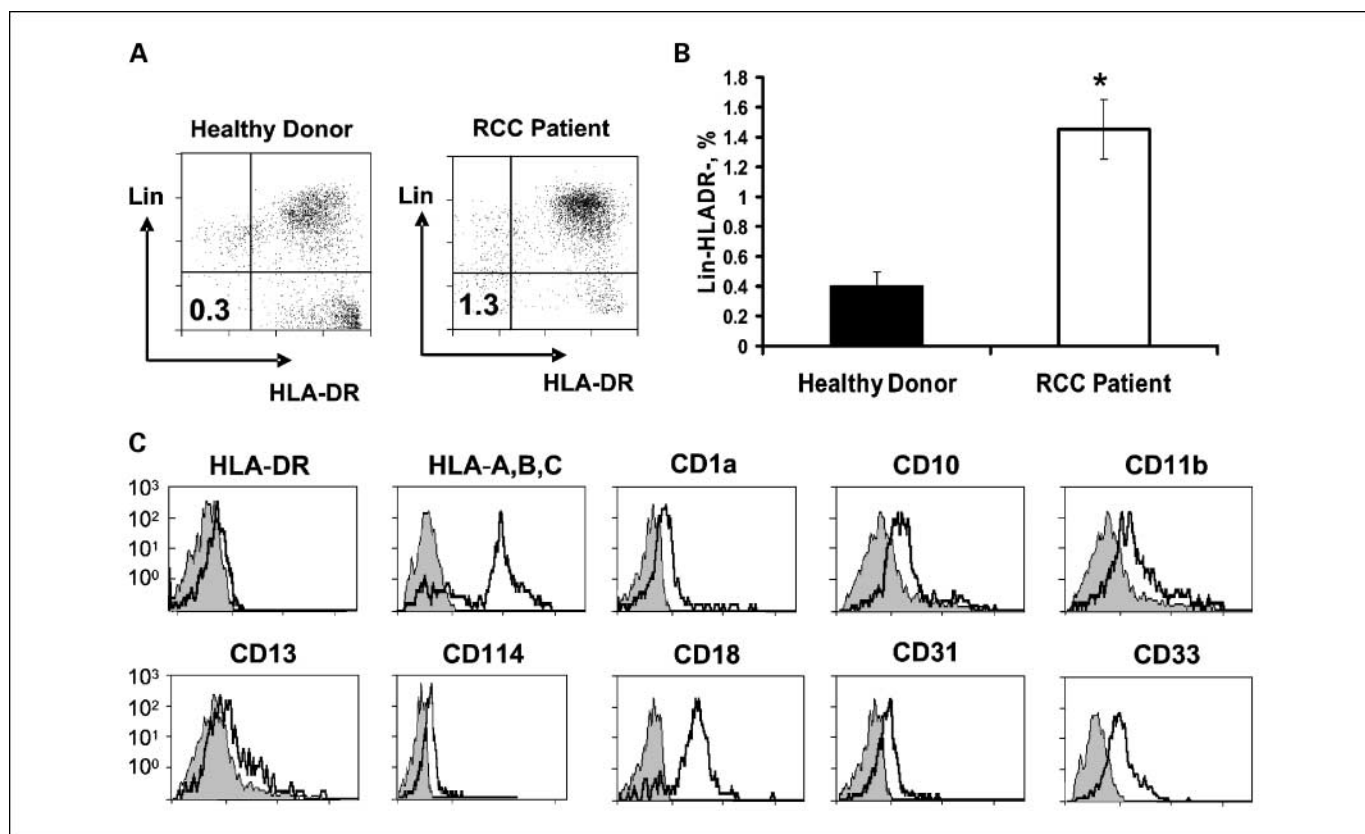 A
Healthy Donor
RCC Patient
Lin
Lin
0.3
1.3
HLA-DR
HLA-DR
B
Lin-HLADR-, %
1.8
1.6
1.4
1.2
1
0.8
0.6
0.4
0.2
0
*
Healthy Donor
RCC Patient
C
HLA-DR
HLA-A,B,C
CD1a
CD10
CD11b
10³
10²
10¹
10⁰
CD13
CD114
CD18
CD31
CD33
10³
10²
10¹
10⁰